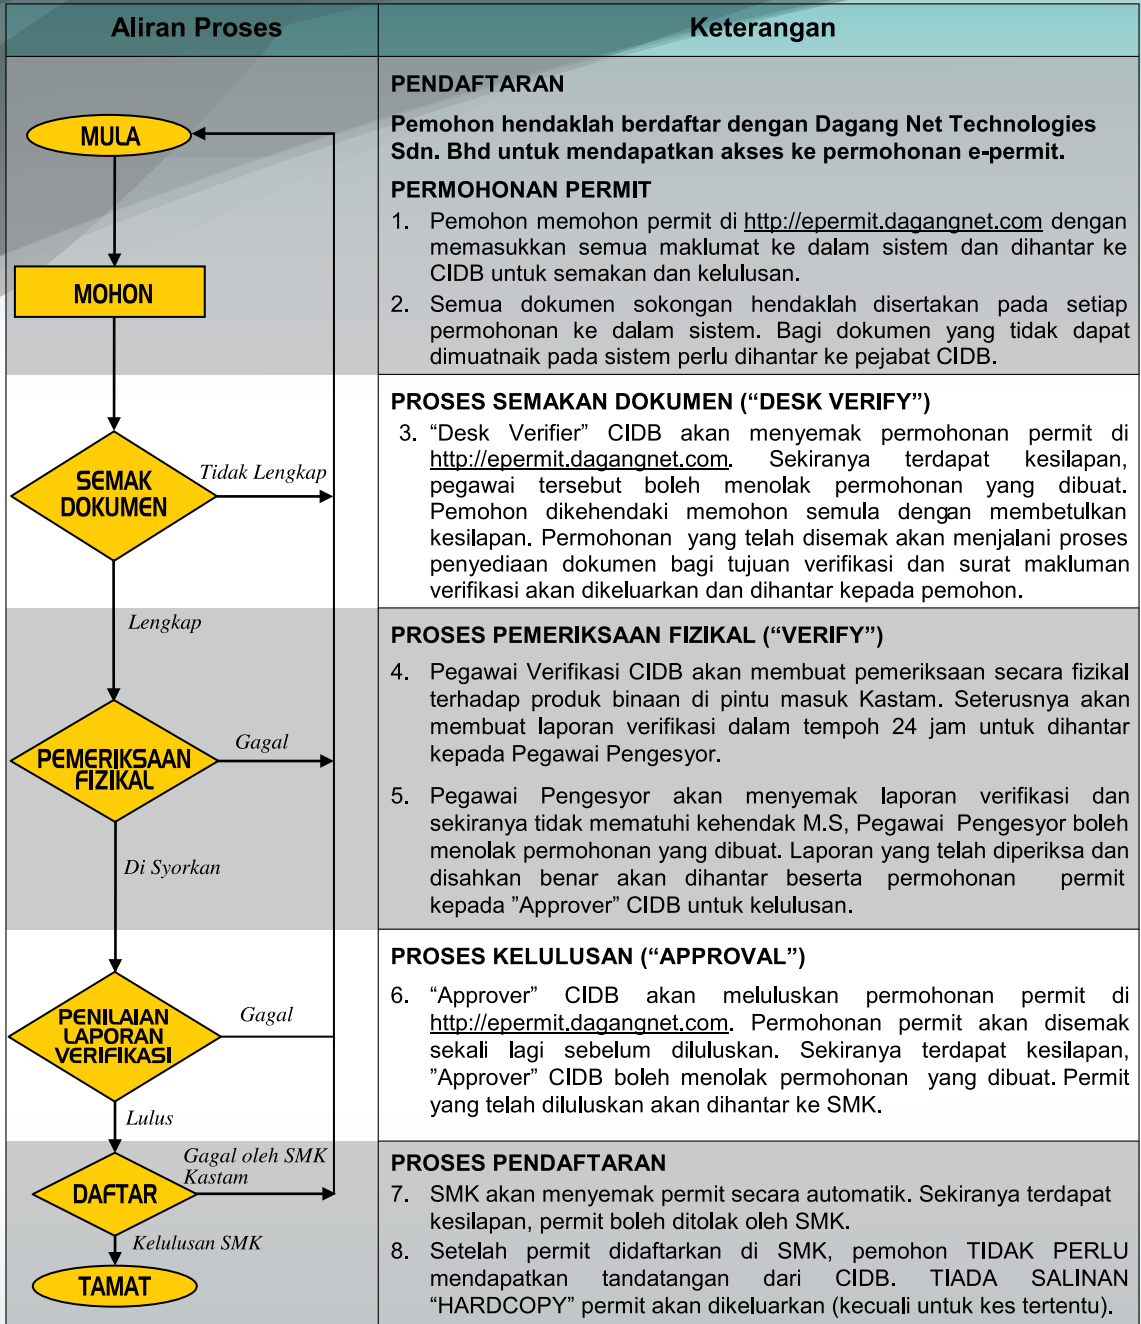 Aliran Proses
Keterangan
MULA
MOHON
SEMAK
DOKUMEN
Tidak Lengkap
Lengkap
PEMERIKSAAN
FIZIKAL
Gagal
Di Syorkan
PENILAIAN
LAPORAN
VERIFIKASI
Gagal
Lulus
DAFTAR
Gagal oleh SMK
Kastam
Kelulusan SMK
TAMAT
PENDAFTARAN
Pemohon hendaklah berdaftar dengan Dagang Net Technologies
Sdn. Bhd untuk mendapatkan akses ke permohonan e-permit.
PERMOHONAN PERMIT
1. Pemohon memohon permit di http://epermit.dagangnet.com dengan
memasukkan semua maklumat ke dalam sistem dan dihantar ke
CIDB untuk semakan dan kelulusan.
2. Semua dokumen sokongan hendaklah disertakan pada setiap
permohonan ke dalam sistem. Bagi dokumen yang tidak dapat
dimuatnaik pada sistem perlu dihantar ke pejabat CIDB.
PROSES SEMAKAN DOKUMEN (“DESK VERIFY”)
3. “Desk Verifier” CIDB akan menyemak permohonan permit di
http://epermit.dagangnet.com. Sekiranya terdapat kesilapan,
pegawai tersebut boleh menolak permohonan yang dibuat.
Pemohon dikehendaki memohon semula dengan membetulkan
kesilapan. Permohonan yang telah disemak akan menjalani proses
penyediaan dokumen bagi tujuan verifikasi dan surat makluman
verifikasi akan dikeluarkan dan dihantar kepada pemohon.
PROSES PEMERIKSAAN FIZIKAL (“VERIFY”)
4. Pegawai Verifikasi CIDB akan membuat pemeriksaan secara fizikal
terhadap produk binaan di pintu masuk Kastam. Seterusnya akan
membuat laporan verifikasi dalam tempoh 24 jam untuk dihantar
kepada Pegawai Pengesyor.
5. Pegawai Pengesyor akan menyemak laporan verifikasi dan
sekiranya tidak mematuhi kehendak M.S, Pegawai Pengesyor boleh
menolak permohonan yang dibuat. Laporan yang telah diperiksa dan
disahkan benar akan dihantar beserta permohonan permit
kepada ”Approver” CIDB untuk kelulusan.
PROSES KELULUSAN (“APPROVAL”)
6. “Approver” CIDB akan meluluskan permohonan permit di
http://epermit.dagangnet.com. Permohonan permit akan disemak
sekali lagi sebelum diluluskan. Sekiranya terdapat kesilapan,
”Approver” CIDB boleh menolak permohonan yang dibuat. Permit
yang telah diluluskan akan dihantar ke SMK.
PROSES PENDAFTARAN
7. SMK akan menyemak permit secara automatik. Sekiranya terdapat
kesilapan, permit boleh ditolak oleh SMK.
8. Setelah permit didaftarkan di SMK, pemohon TIDAK PERLU
mendapatkan tandatangan dari CIDB. TIADA SALINAN
“HARDCOPY” permit akan dikeluarkan (kecuali untuk kes tertentu).